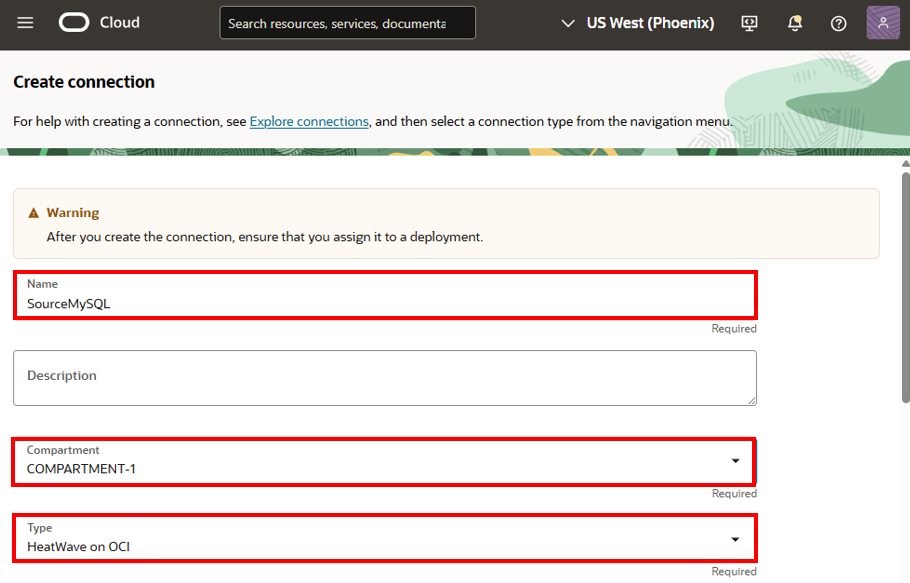 Cloud
Search resources, services, documenta
US West (Phoenix)
Create connection
For help with creating a connection, see Explore connections, and then select a connection type from the navigation menu.
Warning
After you create the connection, ensure that you assign it to a deployment.
Name
SourceMySQL
Required
Description
Compartment
COMPARTMENT-1
Required
Type
HeatWave on OCI
Required